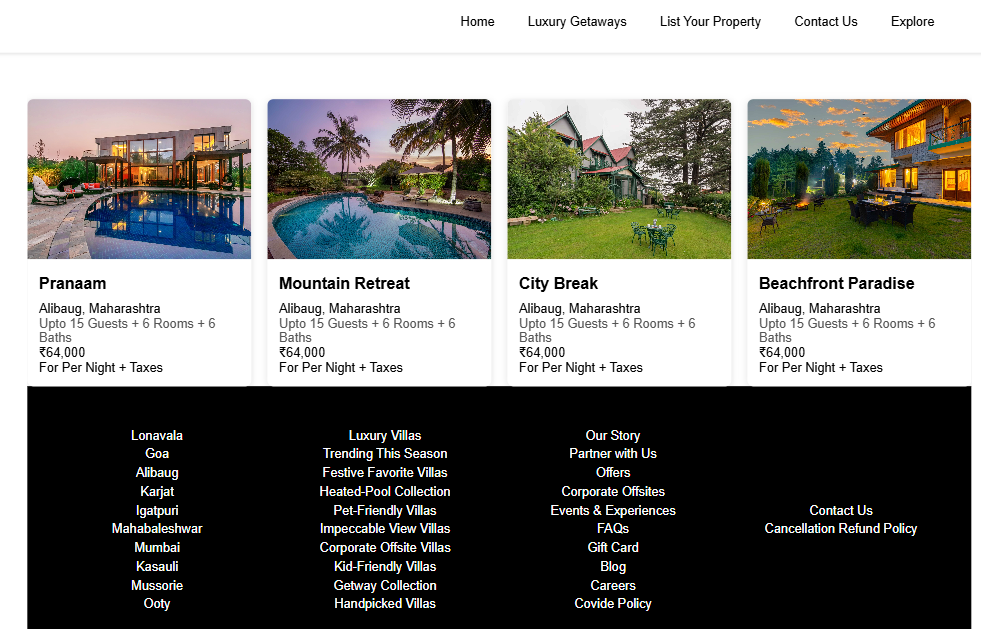 Home Luxury Getaways List Your Property Contact Us Explore
Pranaam
Alibaug, Maharashtra
Upto 15 Guests + 6 Rooms + 6
Baths
₹64,000
For Per Night + Taxes
Mountain Retreat
Alibaug, Maharashtra
Upto 15 Guests + 6 Rooms + 6
Baths
₹64,000
For Per Night + Taxes
City Break
Alibaug, Maharashtra
Upto 15 Guests + 6 Rooms + 6
Baths
₹64,000
For Per Night + Taxes
Beachfront Paradise
Alibaug, Maharashtra
Upto 15 Guests + 6 Rooms + 6
Baths
₹64,000
For Per Night + Taxes
Lonavala
Goa
Alibaug
Karjat
Igatpuri
Mahabaleshwar
Mumbai
Kasauli
Mussorie
Ooty
Luxury Villas
Trending This Season
Festive Favorite Villas
Heated-Pool Collection
Pet-Friendly Villas
Impeccable View Villas
Corporate Offsite Villas
Kid-Friendly Villas
Getway Collection
Handpicked Villas
Our Story
Partner with Us
Offers
Corporate Offsites
Events & Experiences
FAQs
Gift Card
Blog
Careers
Covide Policy
Contact Us
Cancellation Refund Policy